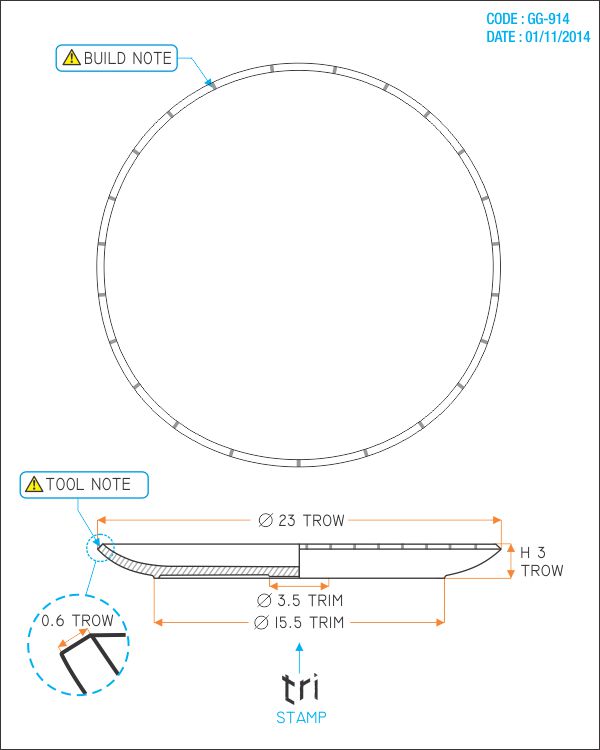 CODE : GG-914
DATE : 01/11/2014
BUILD NOTE
TOOL NOTE
∅ 23 TROW
H 3
TROW
0.6 TROW
∅ 3.5 TRIM
∅ 15.5 TRIM
tri
STAMP